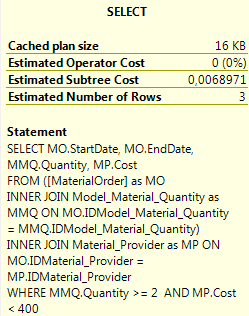 SELECT
Cached plan size 16 KB
Estimated Operator Cost 0 (0%)
Estimated Subtree Cost 0,0068971
Estimated Number of Rows 3
Statement
SELECT MO.StartDate, MO.EndDate,
MMQ.Quantity, MP.Cost
FROM ([MaterialOrder] as MO
INNER JOIN Model_Material_Quantity as
MMQ ON MO.IDModel_Material_Quantity
= MMQ.IDModel_Material_Quantity)
INNER JOIN Material_Provider as MP ON
MO.IDMaterial_Provider =
MP.IDMaterial_Provider
WHERE MMQ.Quantity >= 2  AND MP.Cost
< 400